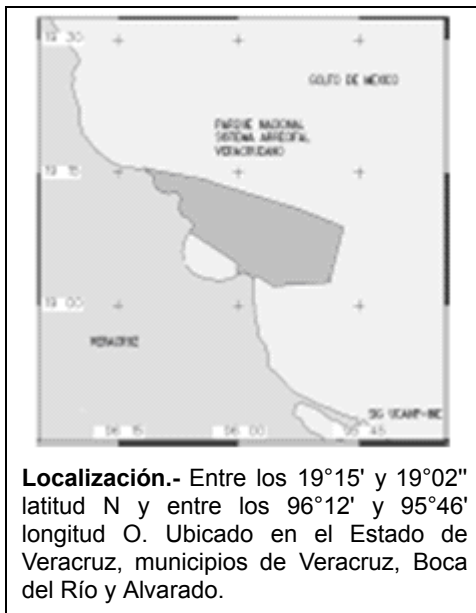 19 30
GOLFO DE MEXICO
PARQUE NACIONAL
SISTEMA ARRECIFAL
VERACRUZANO
19 15
19 00
VERACRUZ
SIG UCANP-INE
96 15 96 00 95 45
Localización.- Entre los 19°15' y 19°02''
latitud N y entre los 96°12' y 95°46'
longitud O. Ubicado en el Estado de
Veracruz, municipios de Veracruz, Boca
del Río y Alvarado.